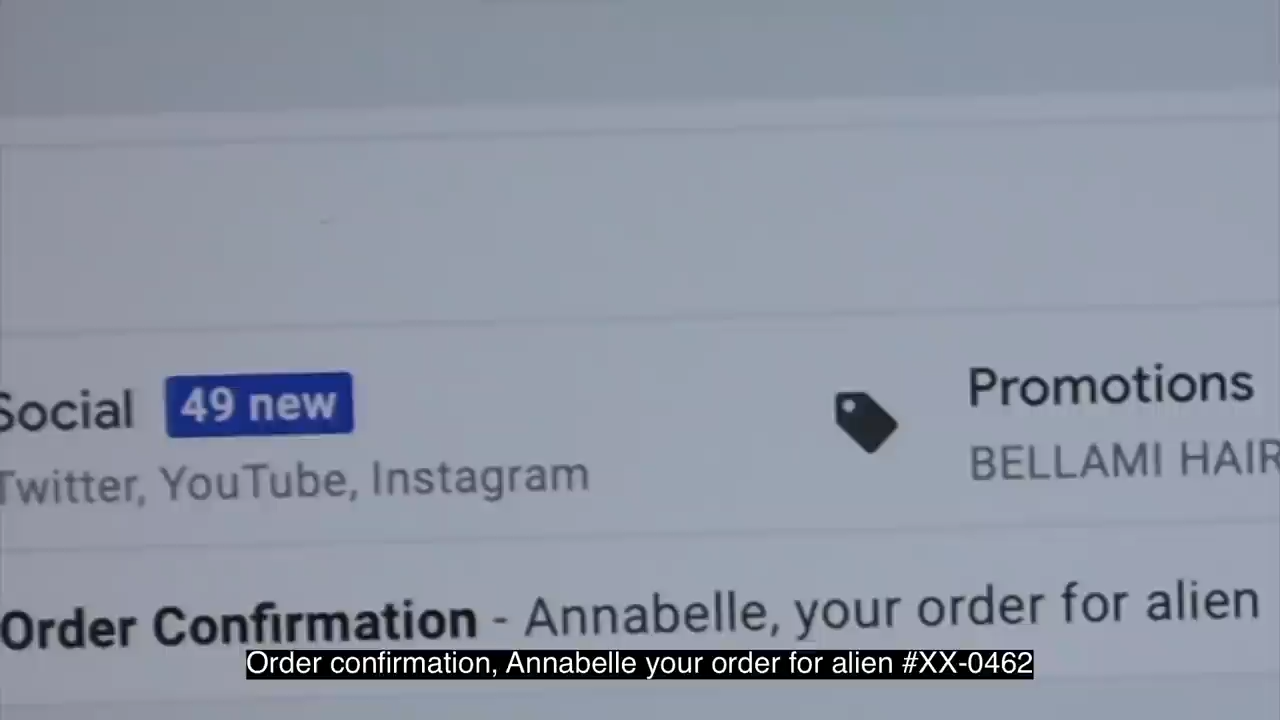 Social 49 new
Promotions
Twitter, YouTube, Instagram
BELLAMI HAIR
Order Confirmation - Annabelle, your order for alien
Order confirmation, Annabelle your order for alien #XX-0462